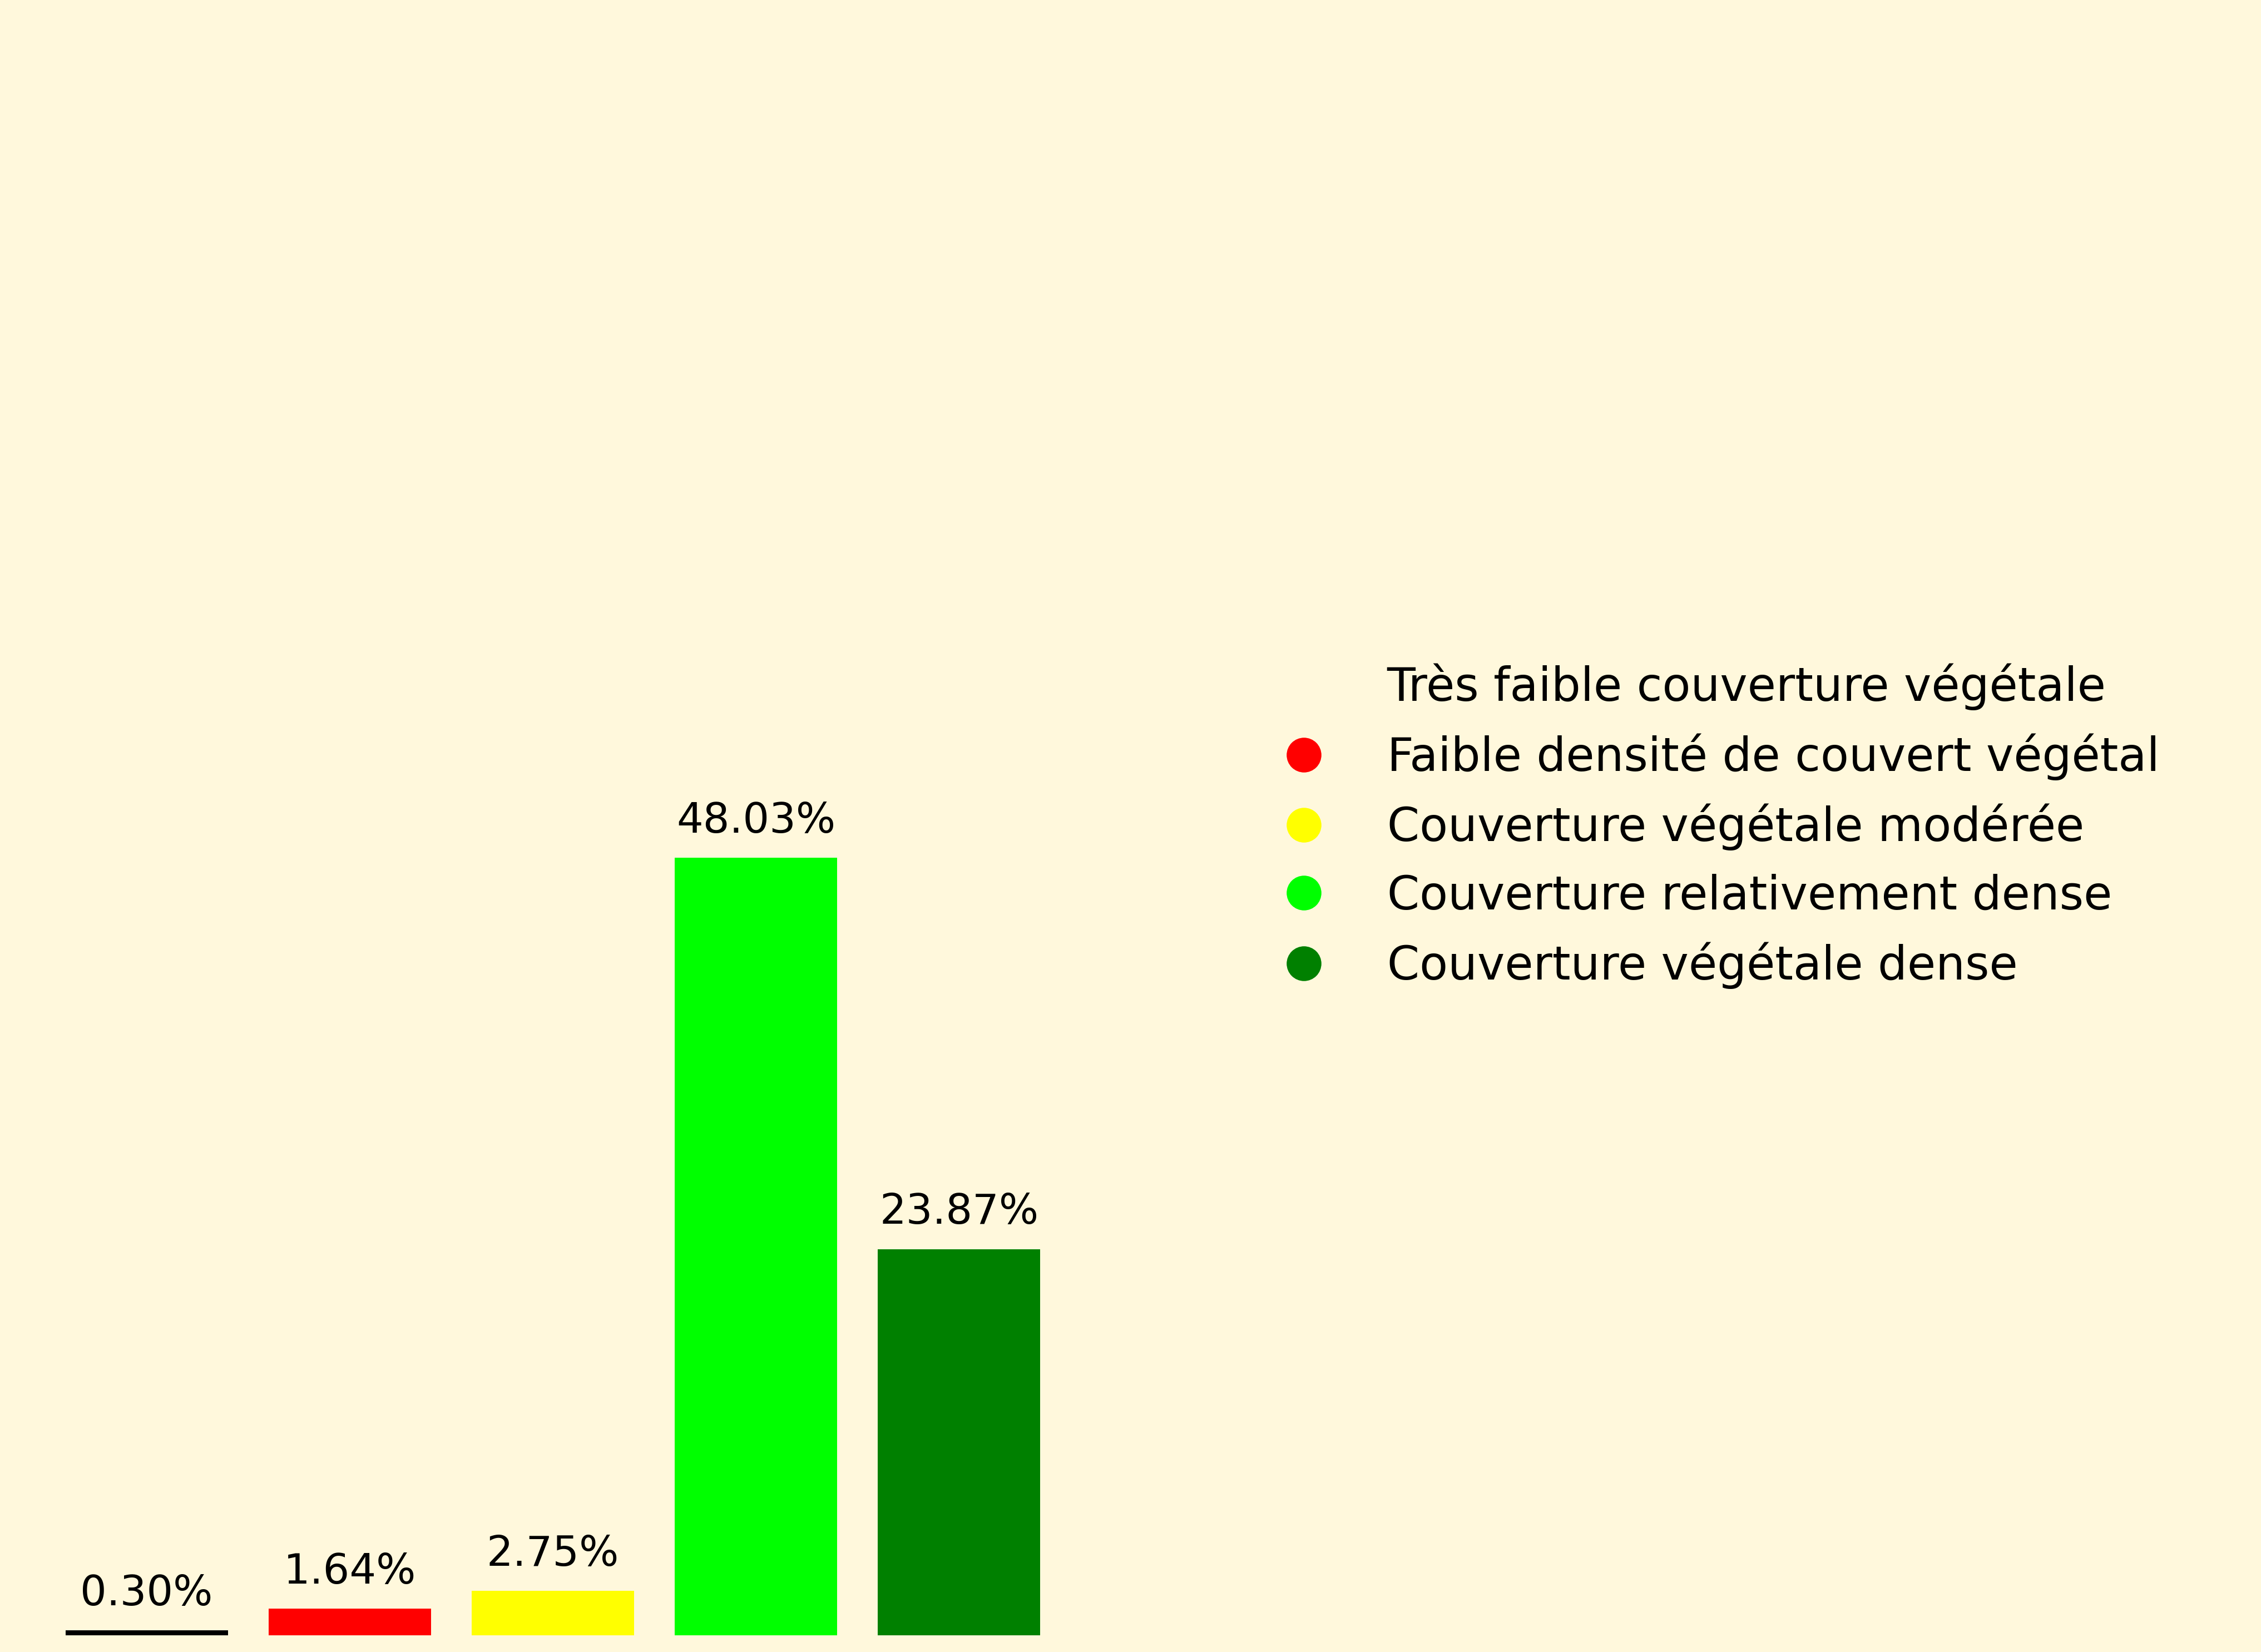 Très faible couverture végétale
Faible densité de couvert végétal
Couverture végétale modérée
Couverture relativement dense
Couverture végétale dense
48.03%
23.87%
2.75%
1.64%
0.30%